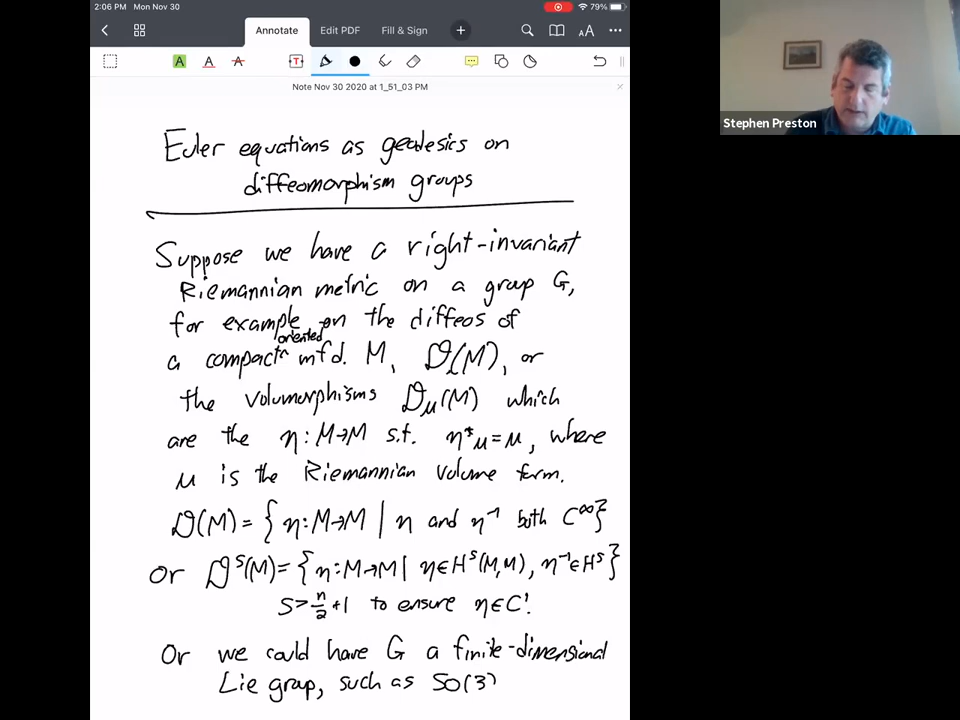 2:06 PM Mon Nov 30
79%
Annotate Edit PDF Fill & Sign
A A A T AA
Note Nov 30 2020 at 1_51_03 PM
Stephen Preston
Euler equations as geodesics on
diffeomorphism groups
Suppose we have a right-invariant
Riemannian metric on a group G,
for example on the diffeos of
a compact ^ oriented mfd. M, 𝒟(M), or
the volumorphisms 𝒟μ(M) which
are the η: M→M s.t. η*μ=μ, where
μ is the Riemannian volume form.
𝒟(M) = { η: M→M | η and η⁻¹ both C^∞}
Or 𝒟ˢ(M) = { η: M→M | η∈Hˢ(M,M), η⁻¹∈Hˢ }
s > n/2 + 1 to ensure η∈C¹.
Or we could have G a finite-dimensional
Lie group, such as SO(3)